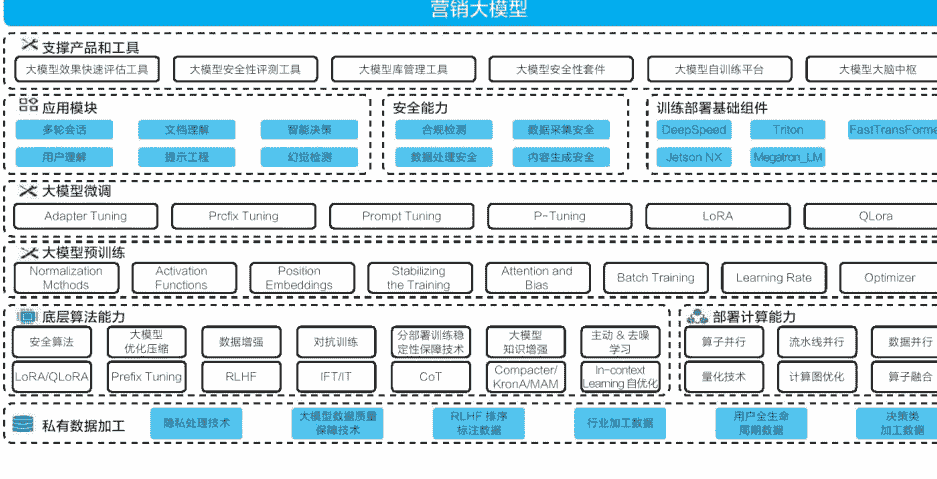 营销大模型
支撑产品和工具
大模型效果快速评估工具 大模型安全性评测工具 大模型库管理工具 大模型安全性套件 大模型自训练平台 大模型大脑中枢
应用模块 安全能力 训练部署基础组件
多轮会话 文档理解 智能决策 合规检测 数据采集安全 DeepSpeed Triton FastTransForme
用户理解 提示工程 幻觉检测 数据处理安全 内容生成安全 Jetson NX Megatron_LM
大模型微调
Adapter Tuning Prcfix Tuning Prompt Tuning P-Tuning LoRA QLora
大模型预训练
Normalization Activation Position Stabilizing Attention and Batch Training Learning Rate Optimizer
Mcthods Functions Embeddings the Training Bias
底层算法能力 部署计算能力
安全算法 大模型 数据增强 对抗训练 分部署训练稳 大模型 主动 & 去噪 算子并行 流水线并行 数据并行
优化压缩 定性保障技术 知识增强 学习
LoRA/QLoRA Prefix Tuning RLHF IFT/IT CoT Compacter/ In-context 量化技术 计算图优化 算子融合
KronA/MAM Learning 自优化
私有数据加工 隐私处理技术 大模型数据质量 RLHF 排序 行业加工数据 用户全生命 决策类
保障技术 标注数据 周期数据 加工数据